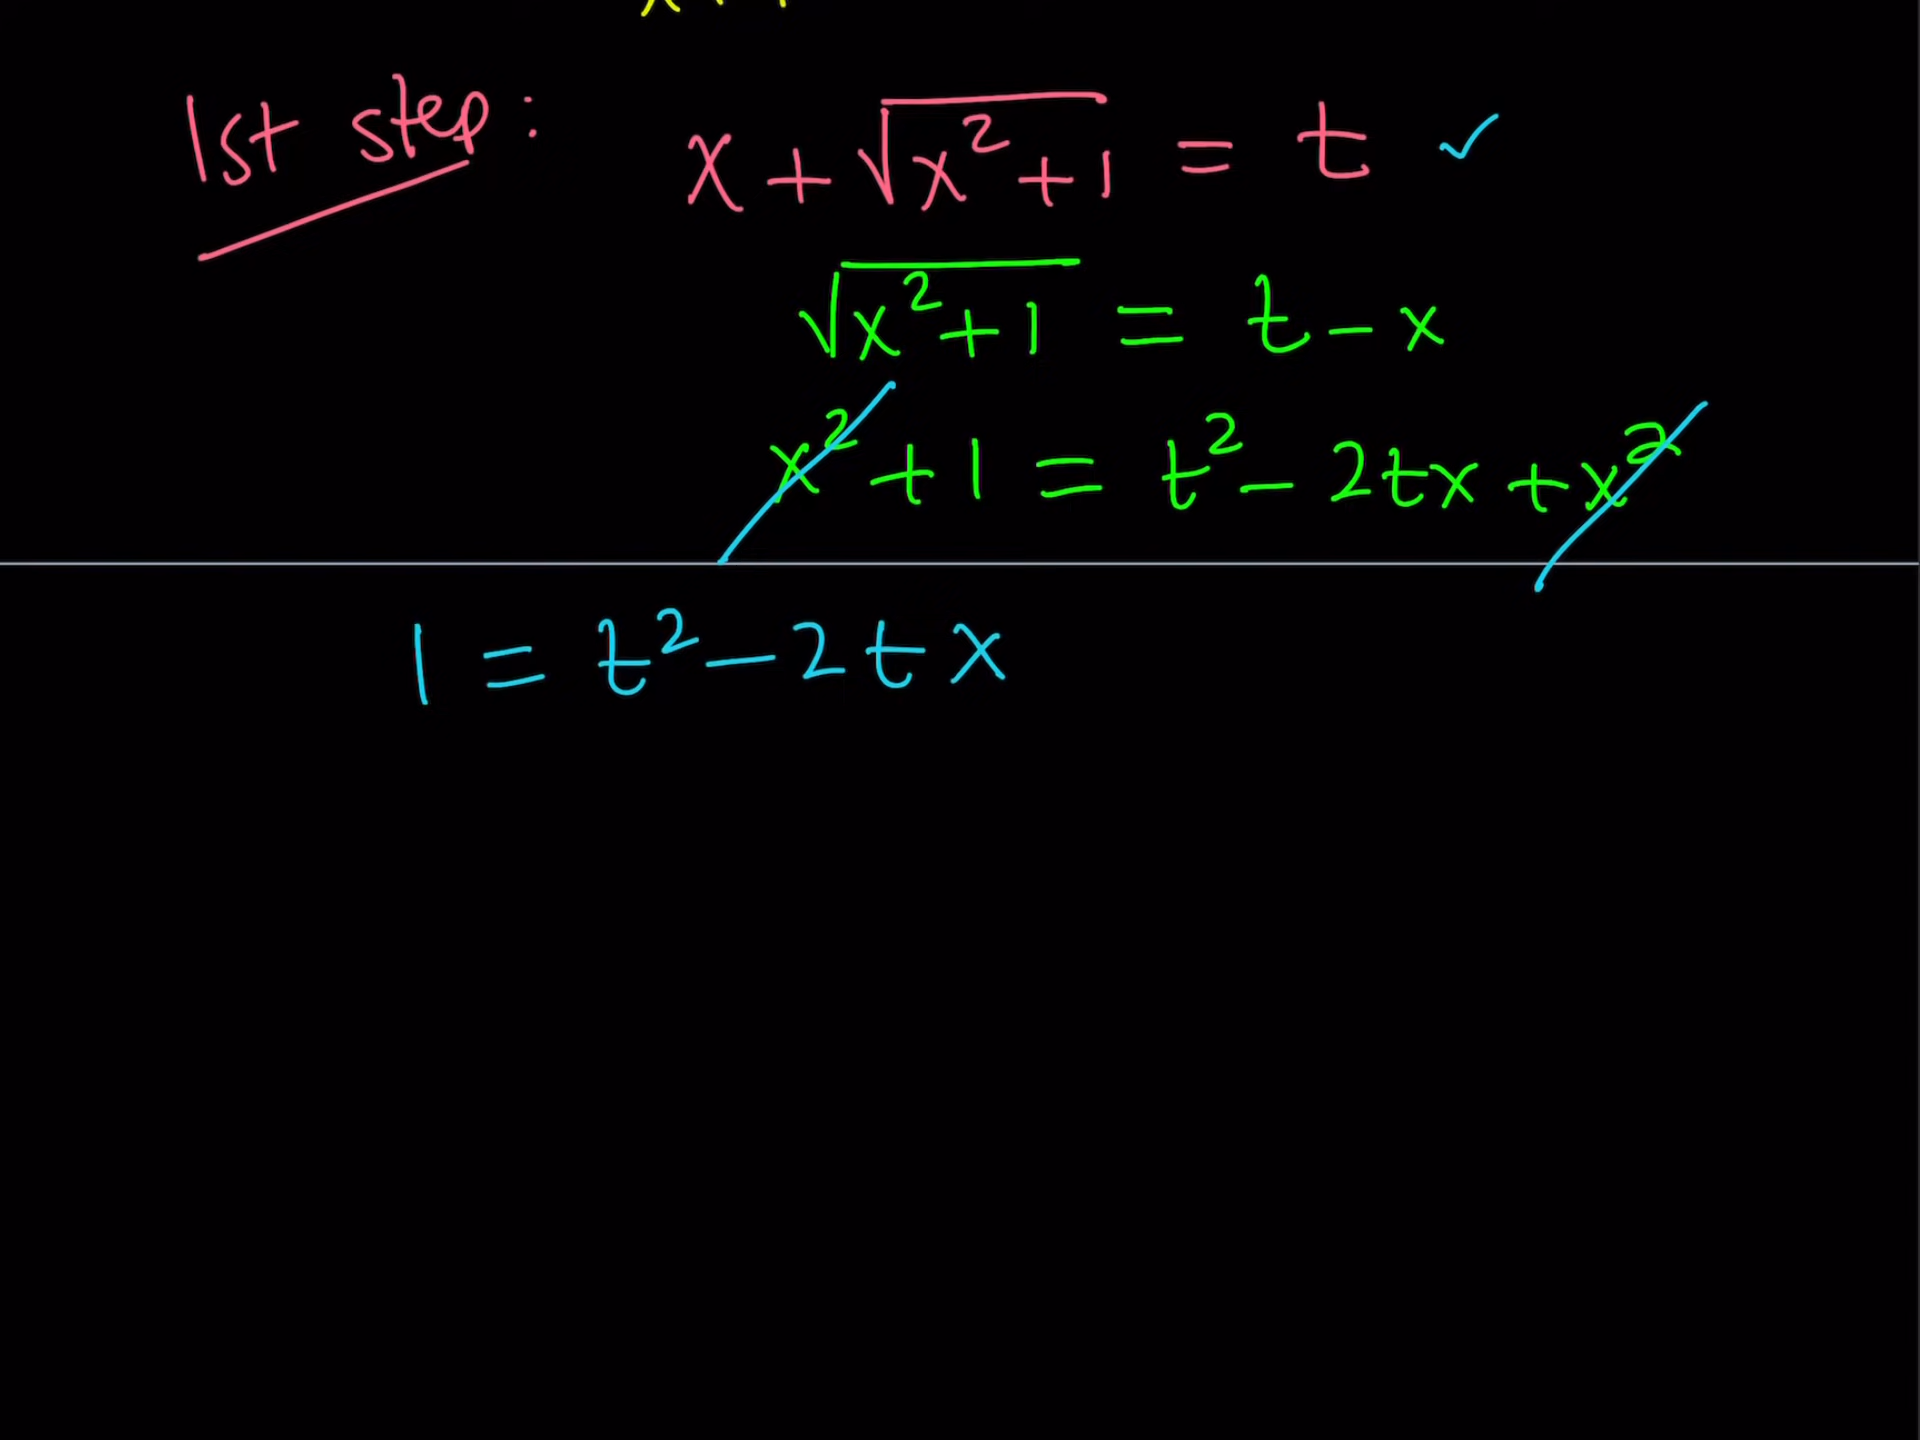 1st step: x + √(x² + 1) = t ✓
√(x² + 1) = t - x
x² + 1 = t² - 2tx + x²
1 = t² - 2tx